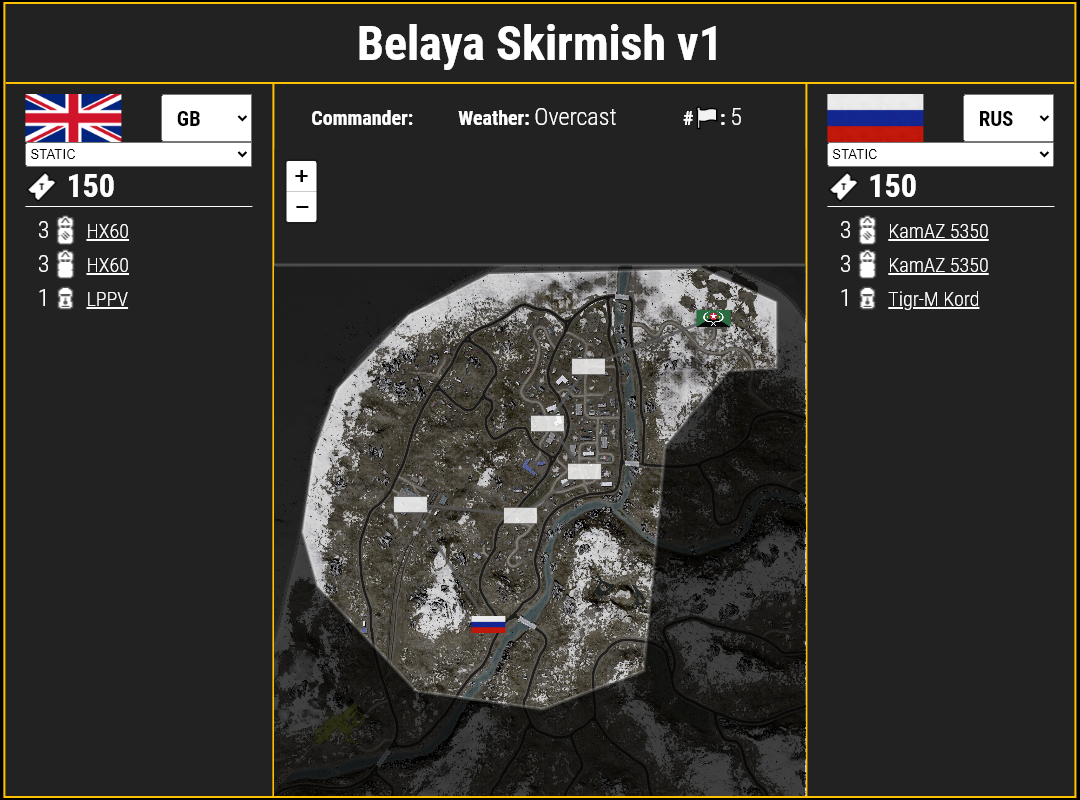 Belaya Skirmish v1
GB
STATIC
150
3 HX60
3 HX60
1 LPPV
Commander: Weather: Overcast #: 5
+
−
RUS
STATIC
150
3 KamAZ 5350
3 KamAZ 5350
1 Tigr-M Kord